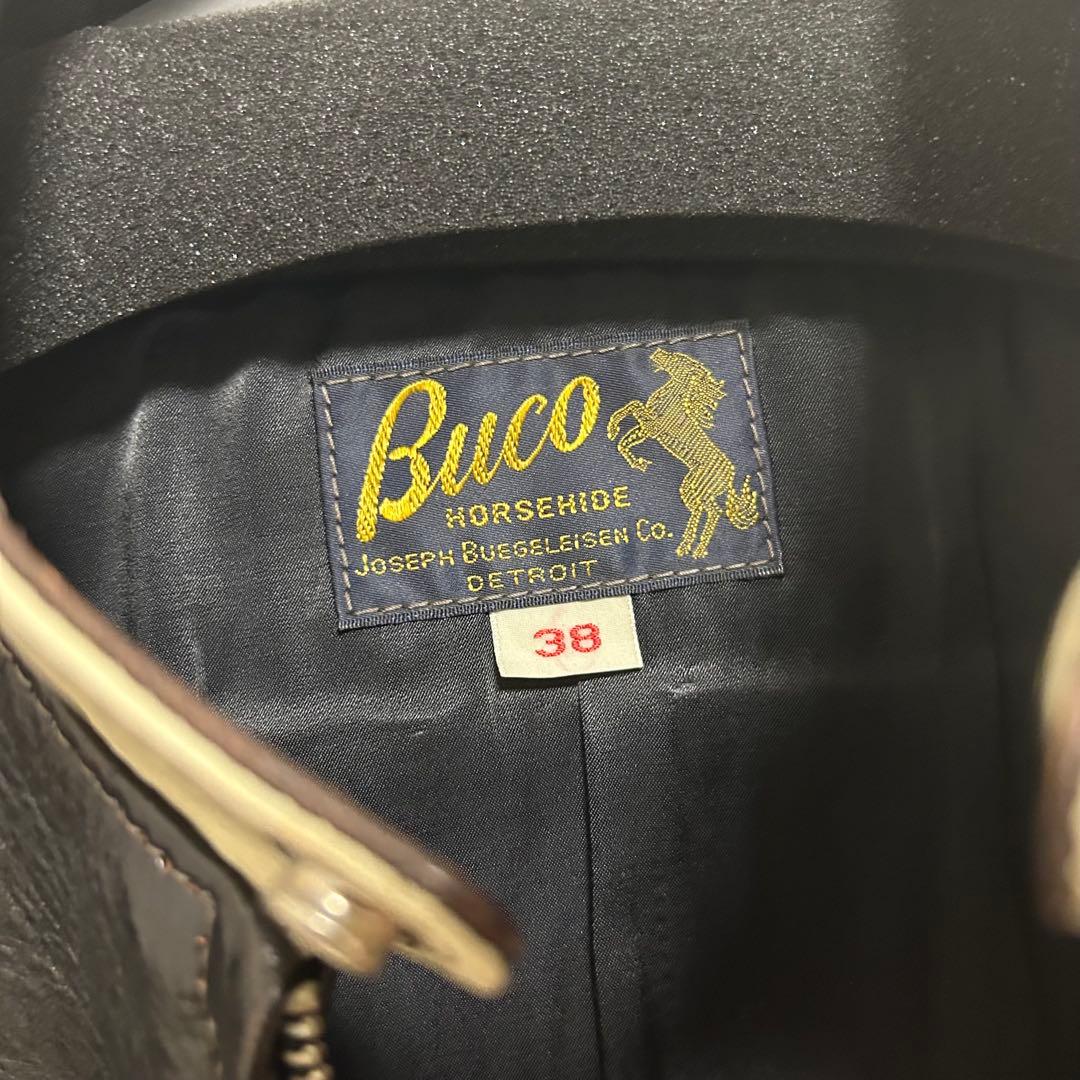 Buco
HORSEHIDE
JOSEPH BUEGELEISEN CO.
DETROIT
38